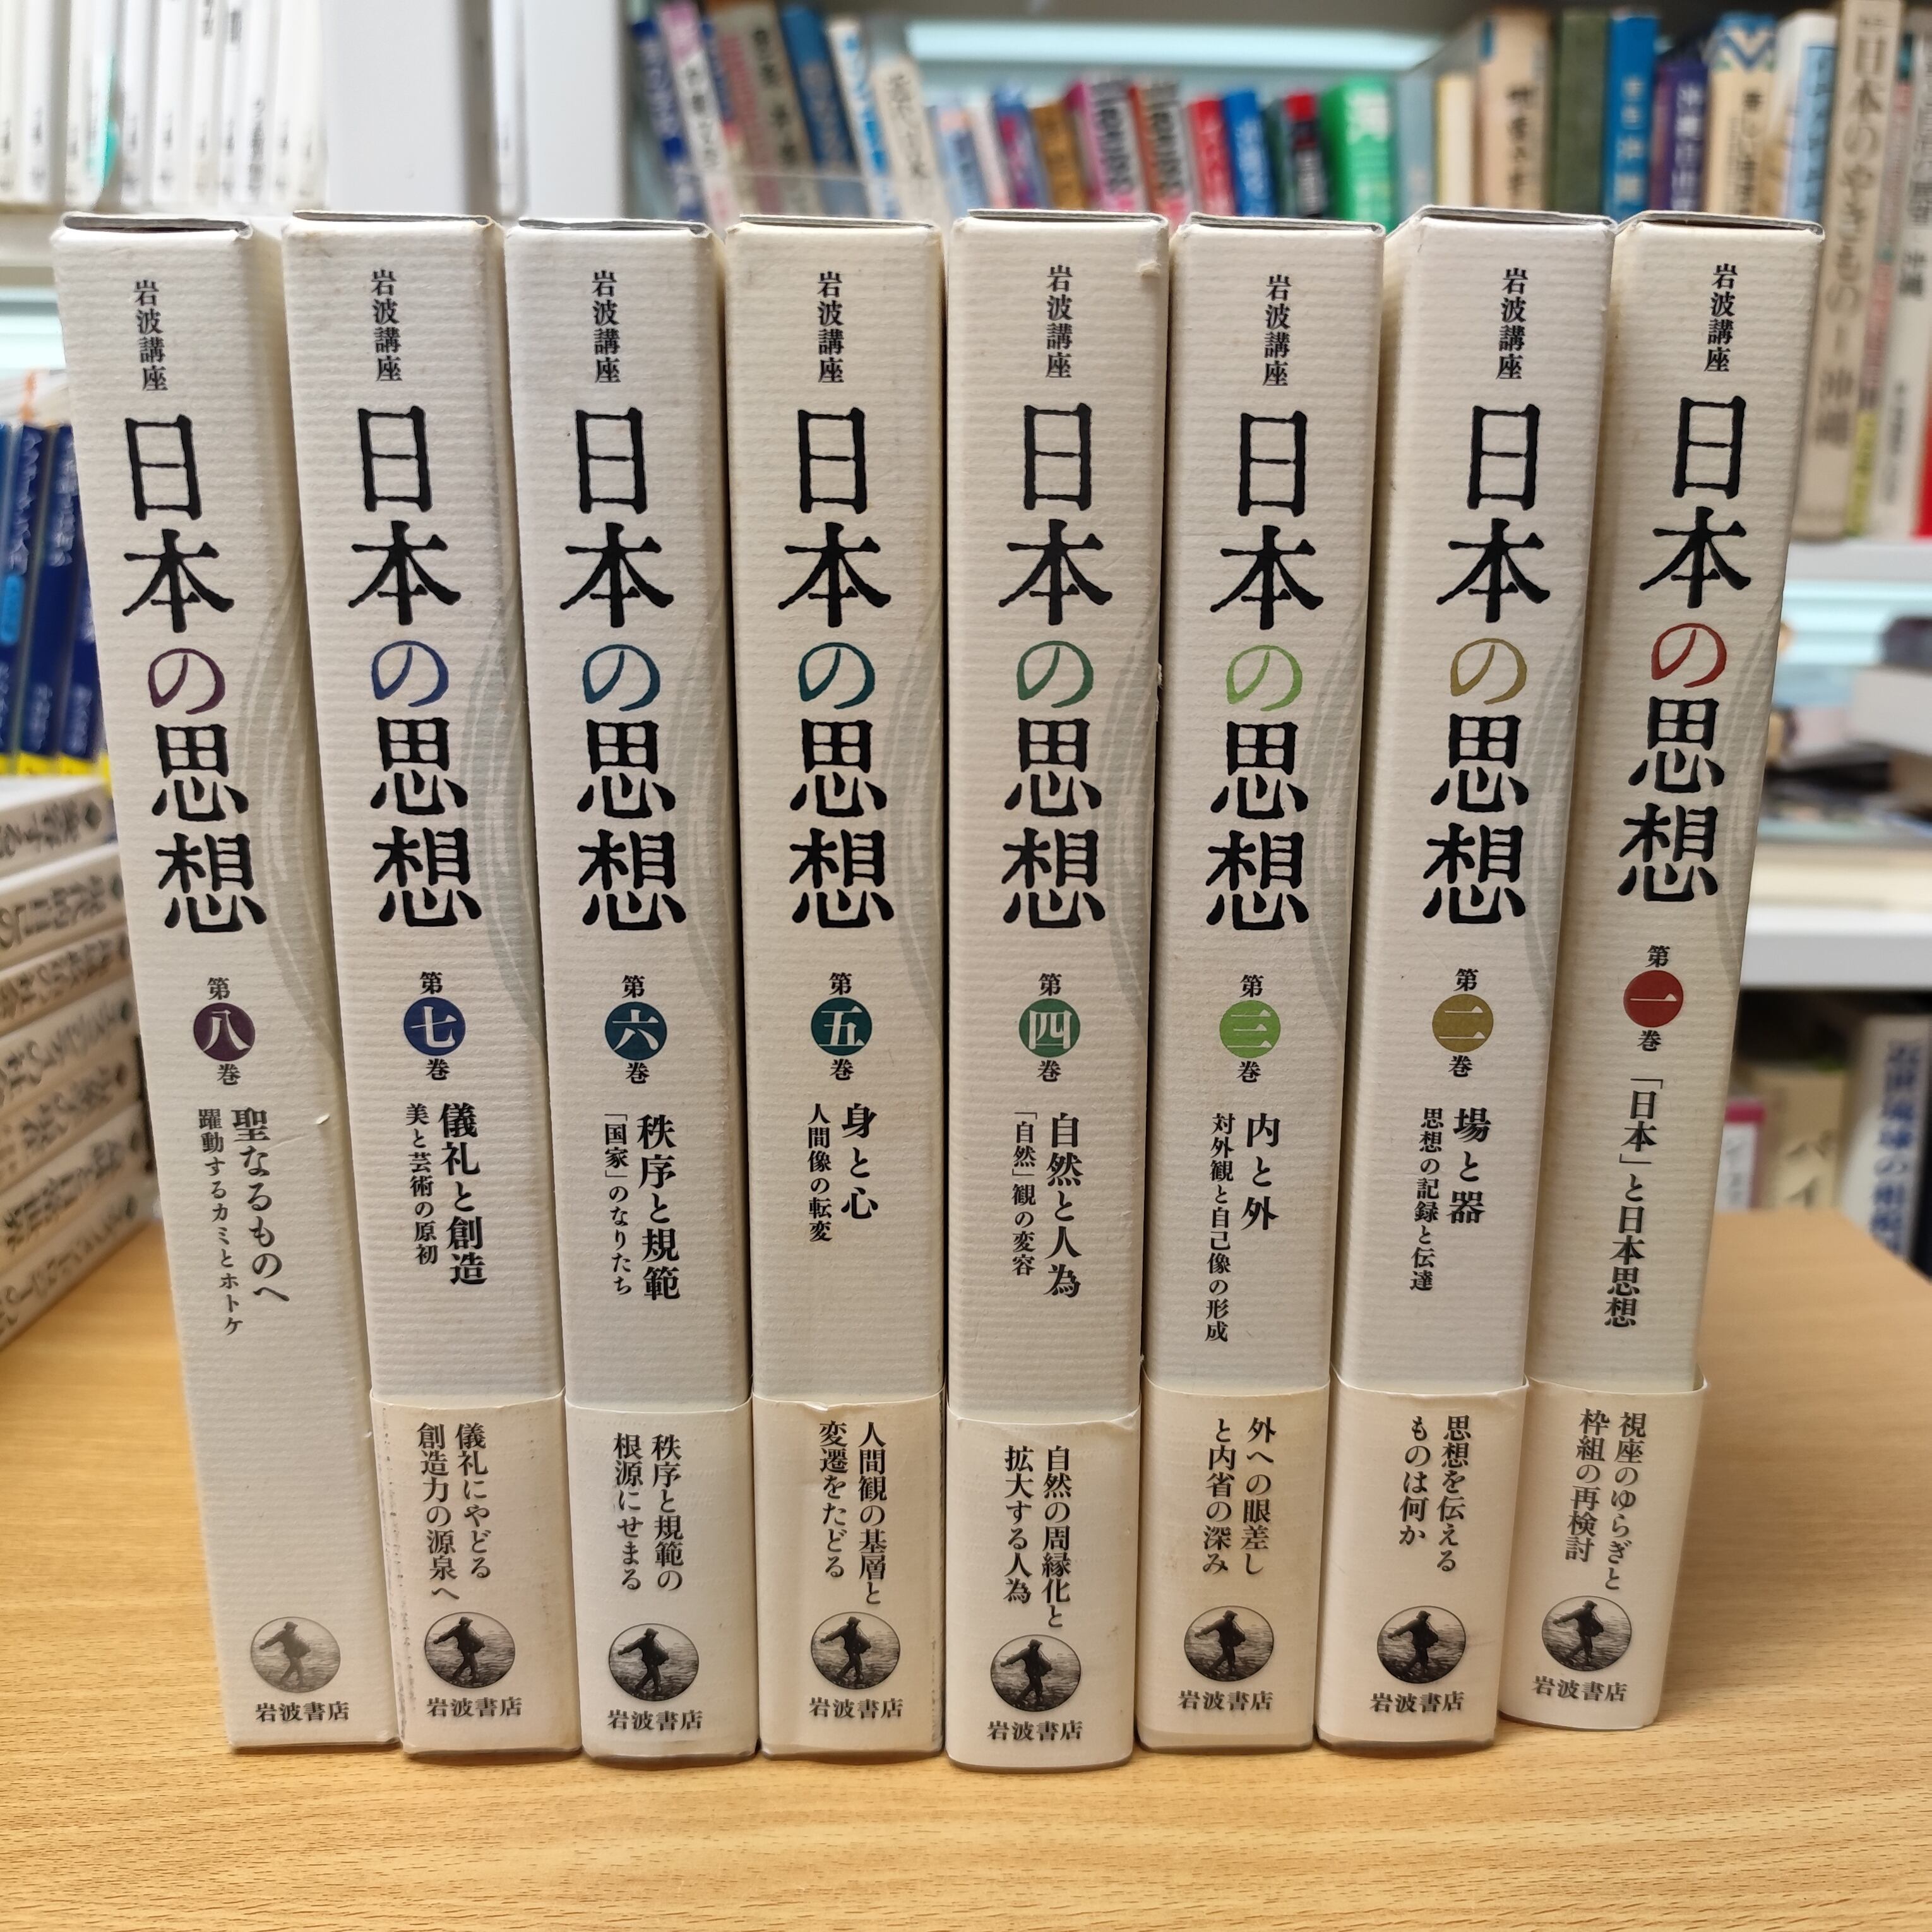 岩波講座
日本の思想
第一巻
「日本」と日本思想
視座のゆらぎと
枠組の再検討
岩波書店
岩波講座
日本の思想
第二巻
場と器
思想の記録と伝達
思想を伝える
ものは何か
岩波書店
岩波講座
日本の思想
第三巻
内と外
対外観と自己像の形成
外への眼差し
と内省の深み
岩波書店
岩波講座
日本の思想
第四巻
自然と人為
「自然」観の変容
自然の周縁化と
拡大する人為
岩波書店
岩波講座
日本の思想
第五巻
身と心
人間像の転変
人間観の基層と
変遷をたどる
岩波書店
岩波講座
日本の思想
第六巻
秩序と規範
「国家」のなりたち
秩序と規範の
根源にせまる
岩波書店
岩波講座
日本の思想
第七巻
儀礼と創造
美と芸術の原初
儀礼にやどる
創造力の源泉へ
岩波書店
岩波講座
日本の思想
第八巻
聖なるものへ
躍動するカミとホトケ
岩波書店
日本のやきもの